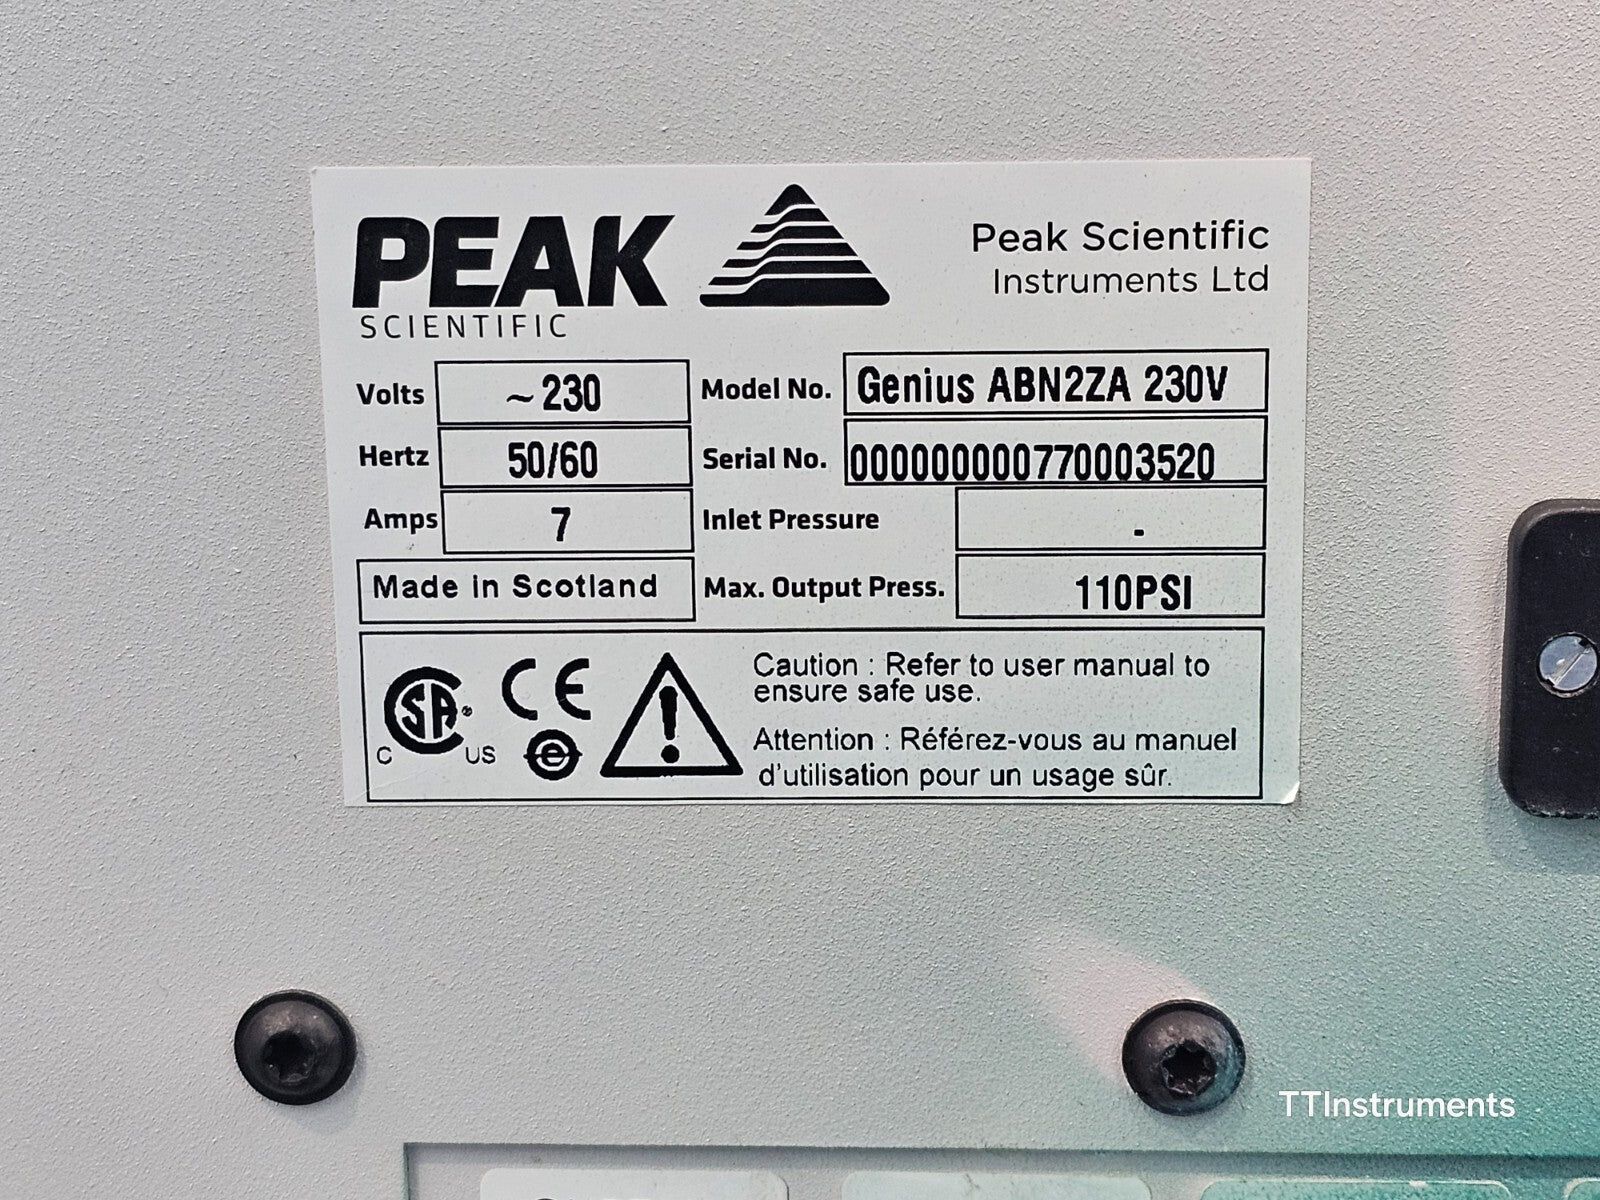 PEAK
SCIENTIFIC
Peak Scientific
Instruments Ltd
Volts ~230 Model No. Genius ABN2ZA 230V
Hertz 50/60 Serial No. 000000000770003520
Amps 7 Inlet Pressure -
Made in Scotland Max. Output Press. 110PSI
CSA® C US CE e
Caution : Refer to user manual to
ensure safe use.
Attention : Référez-vous au manuel
d'utilisation pour un usage sûr.
TTInstruments